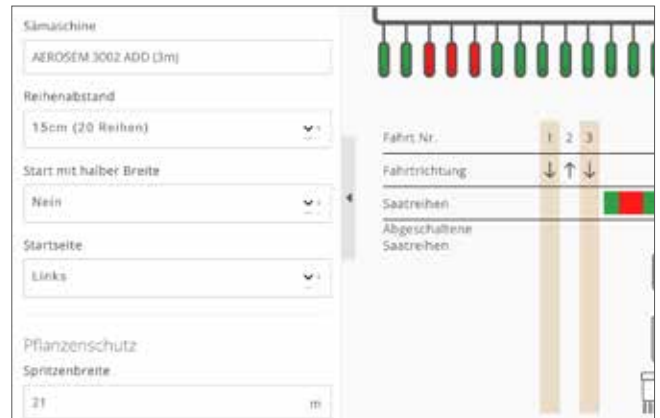 Sämaschine
AEROSEM 3002 ADD (3m)
Reihenabstand
15cm (20 Reihen)
Start mit halber Breite
Nein
Startseite
Links
Pflanzenschutz
Spritzenbreite
21 m
Fahrt Nr. 1 2 3
Fahrtrichtung
Saatreihen
Abgeschaltene
Saatreihen